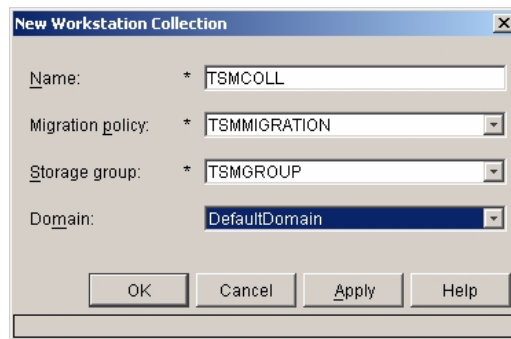 New Workstation Collection
Name: * TSMCOLL
Migration policy: * TSMMIGRATION
Storage group: * TSMGROUP
Domain: DefaultDomain
OK Cancel Apply Help